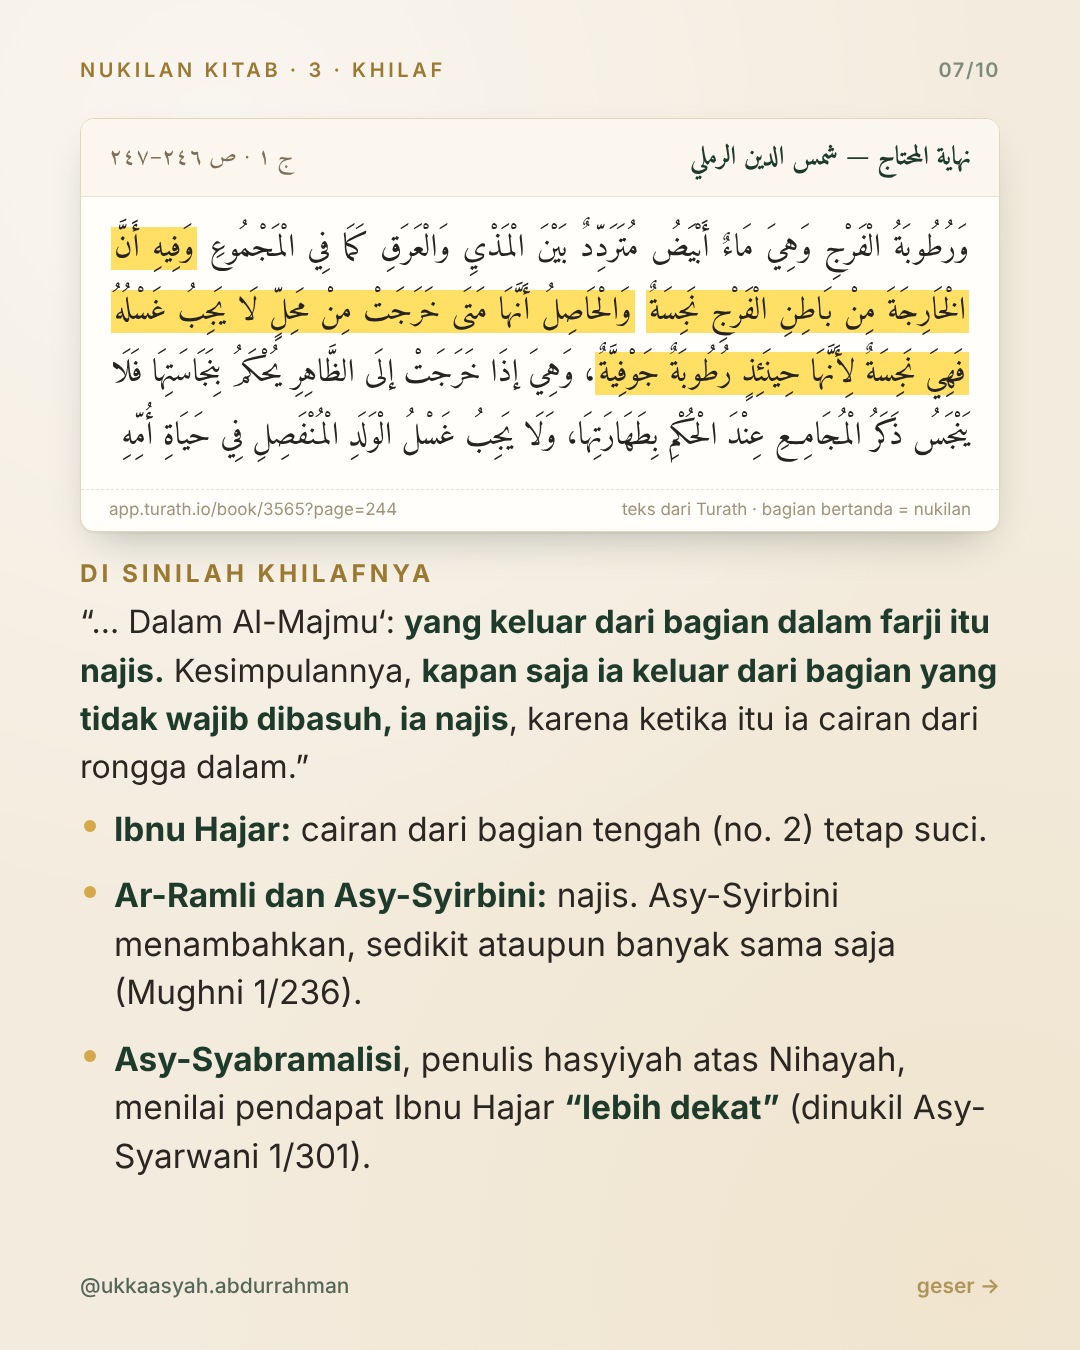 NUKILAN KITAB · 3 · KHILAF
07/10
نهاية المحتاج — شمس الدين الرملي
ج ١ · ص ٢٤٦–٢٤٧
وَرُطُوبَةُ الْفَرْجِ وَهِيَ مَاءٌ أَبْيَضُ مُتَرَدِّدٌ بَيْنَ الْمَذْيِ وَالْعَرَقِ كَمَا فِي الْمَجْمُوعِ وَفِيهِ أَنَّ
الْخَارِجَةَ مِنْ بَاطِنِ الْفَرْجِ نَجِسَةٌ وَالْحَاصِلُ أَنَّهَا مَتَى خَرَجَتْ مِنْ مَحِلٍّ لَا يَجِبُ غَسْلُهُ
فَهِيَ نَجِسَةٌ لِأَنَّهَا حِينَئِذٍ رُطُوبَةٌ جَوْفِيَّةٌ، وَهِيَ إذَا خَرَجَتْ إلَى الظَّاهِرِ يُحْكَمُ بِنَجَاسَتِهَا فَلَا
يَنْجَسُ ذَكَرُ الْمُجَامِعِ عِنْدَ الْحُكْمِ بِطَهَارَتِهَا، وَلَا يَجِبُ غَسْلُ الْوَلَدِ الْمُنْفَصِلِ فِي حَيَاةِ أُمِّهِ
app.turath.io/book/3565?page=244
teks dari Turath · bagian bertanda = nukilan
DI SINILAH KHILAFNYA
“… Dalam Al-Majmu‘: yang keluar dari bagian dalam farji itu
najis. Kesimpulannya, kapan saja ia keluar dari bagian yang
tidak wajib dibasuh, ia najis, karena ketika itu ia cairan dari
rongga dalam.”
• Ibnu Hajar: cairan dari bagian tengah (no. 2) tetap suci.
• Ar-Ramli dan Asy-Syirbini: najis. Asy-Syirbini
menambahkan, sedikit ataupun banyak sama saja
(Mughni 1/236).
• Asy-Syabramalisi, penulis hasyiyah atas Nihayah,
menilai pendapat Ibnu Hajar “lebih dekat” (dinukil Asy-
Syarwani 1/301).
@ukkaasyah.abdurrahman
geser →